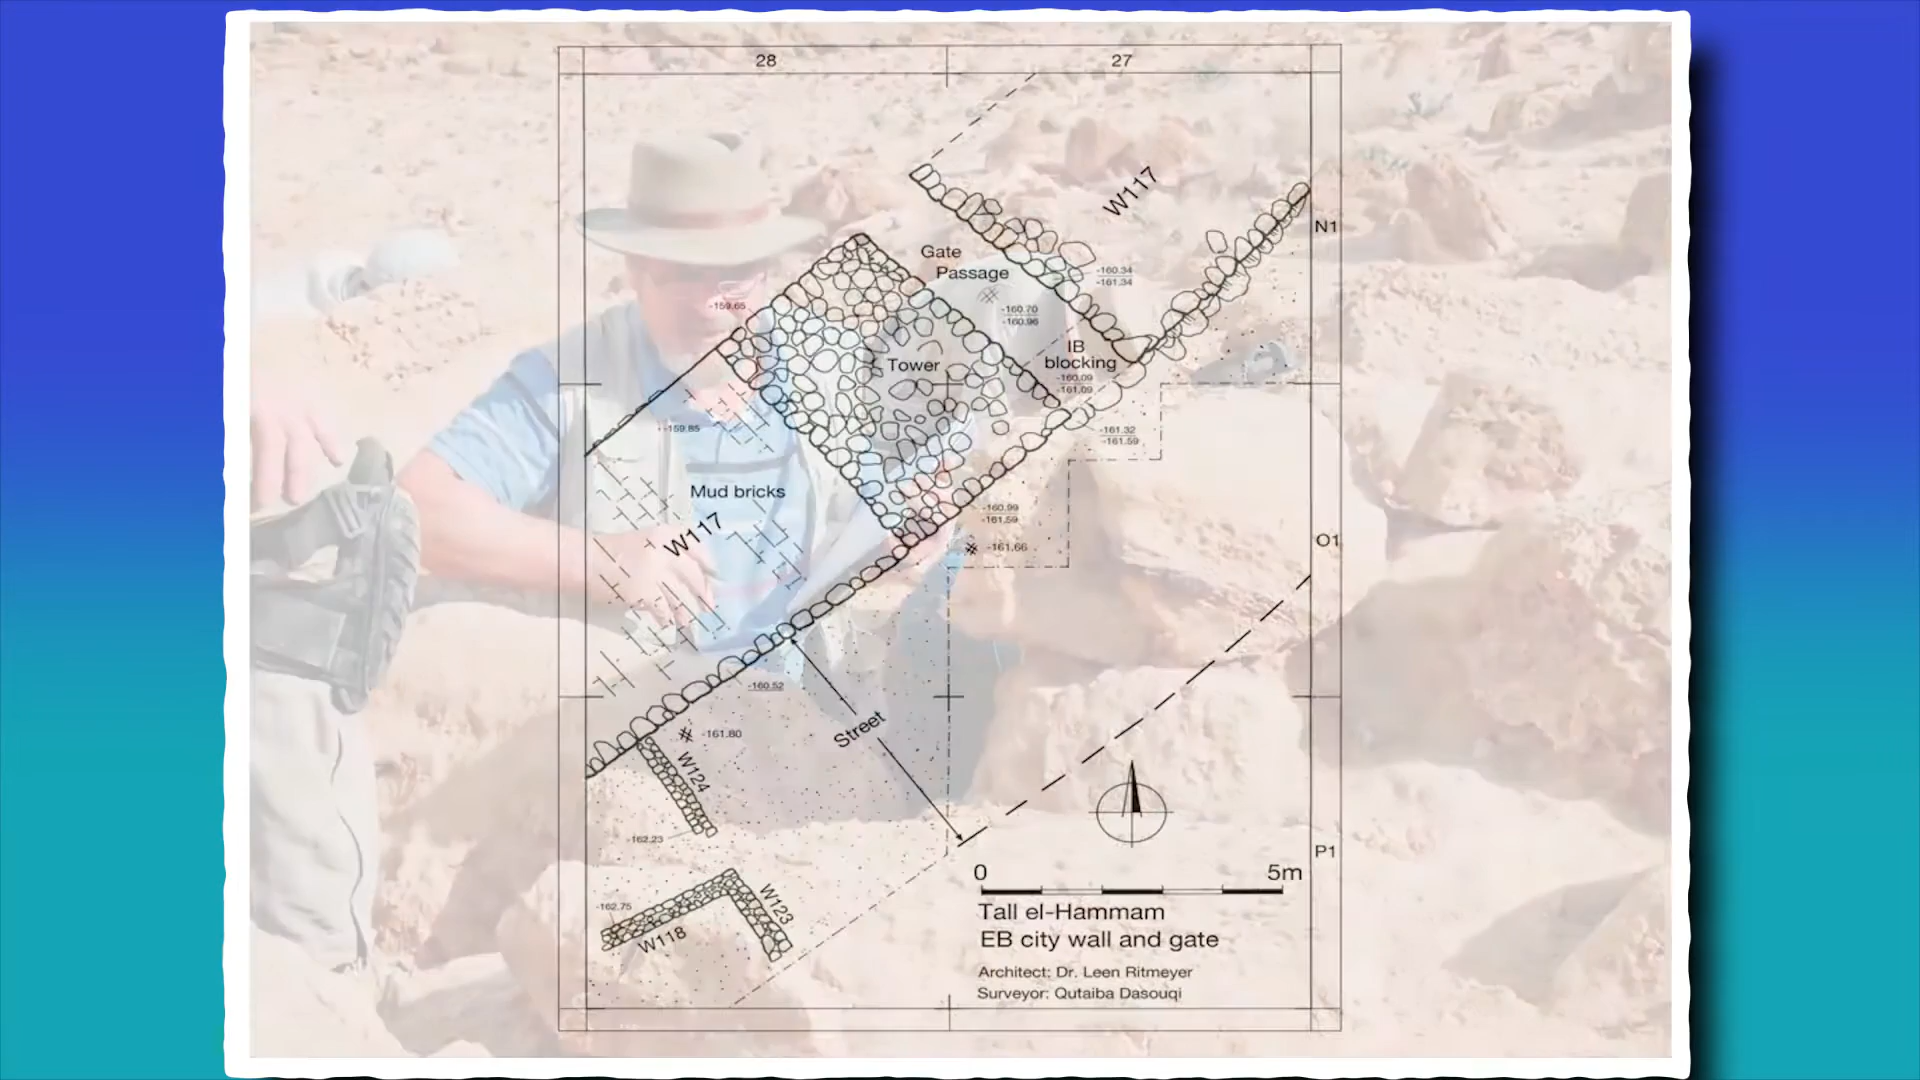 28
27
W117
N1
Gate
Passage
-160.34
-161.34
-159.65
-160.70
-160.96
IB
blocking
-160.09
-161.09
Tower
-159.85
-161.32
-161.59
Mud bricks
W117
-160.99
-161.59
-161.66
O1
-160.52
Street
-161.80
W124
-162.23
P1
0
5m
W123
-162.75
W118
Tall el-Hammam
EB city wall and gate
Architect: Dr. Leen Ritmeyer
Surveyor: Qutaiba Dasouqi